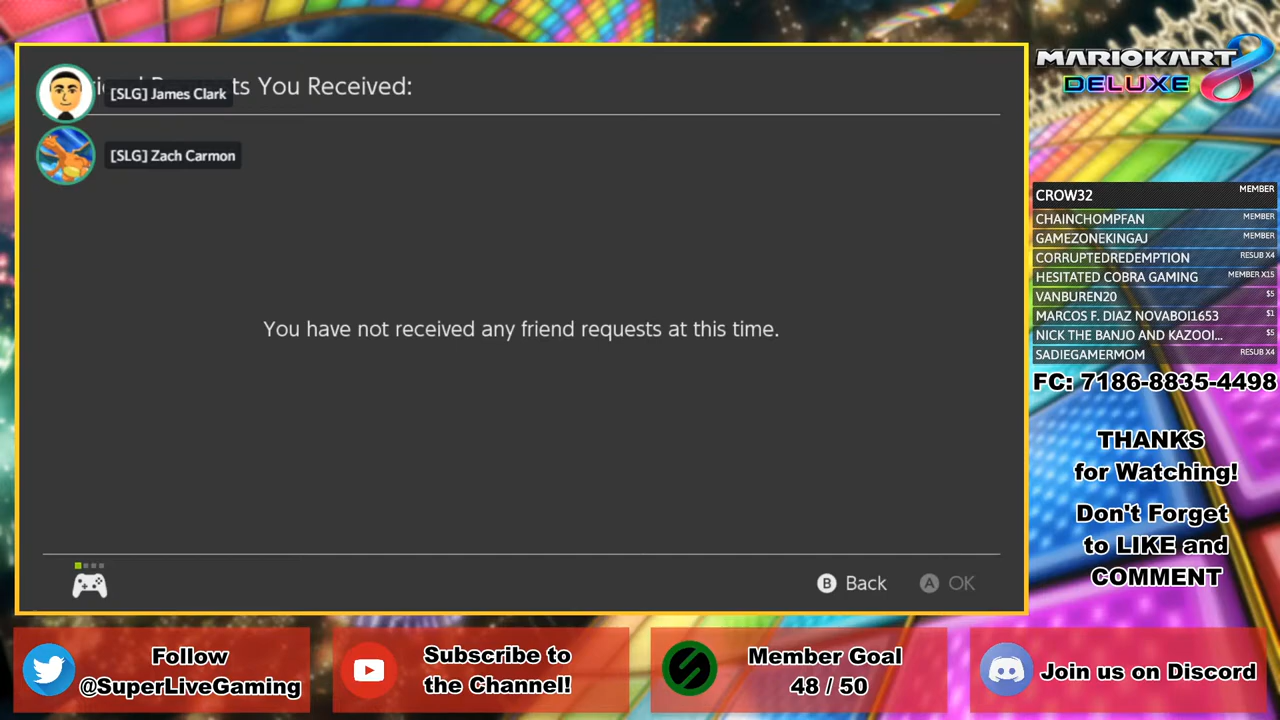 ts You Received:
[SLG] James Clark
[SLG] Zach Carmon
You have not received any friend requests at this time.
B Back
A OK
MARIOKART 8
DELUXE
CROW32 MEMBER
CHAINCHOMPFAN MEMBER
GAMEZONEKINGAJ MEMBER
CORRUPTEDREDEMPTION RESUB X4
HESITATED COBRA GAMING MEMBER X15
VANBUREN20 $5
MARCOS F. DIAZ NOVABOI1653 $1
NICK THE BANJO AND KAZOOI... $5
SADIEGAMERMOM RESUB X4
FC: 7186-8835-4498
THANKS
for Watching!
Don't Forget
to LIKE and
COMMENT
Follow
@SuperLiveGaming
Subscribe to
the Channel!
Member Goal
48 / 50
Join us on Discord